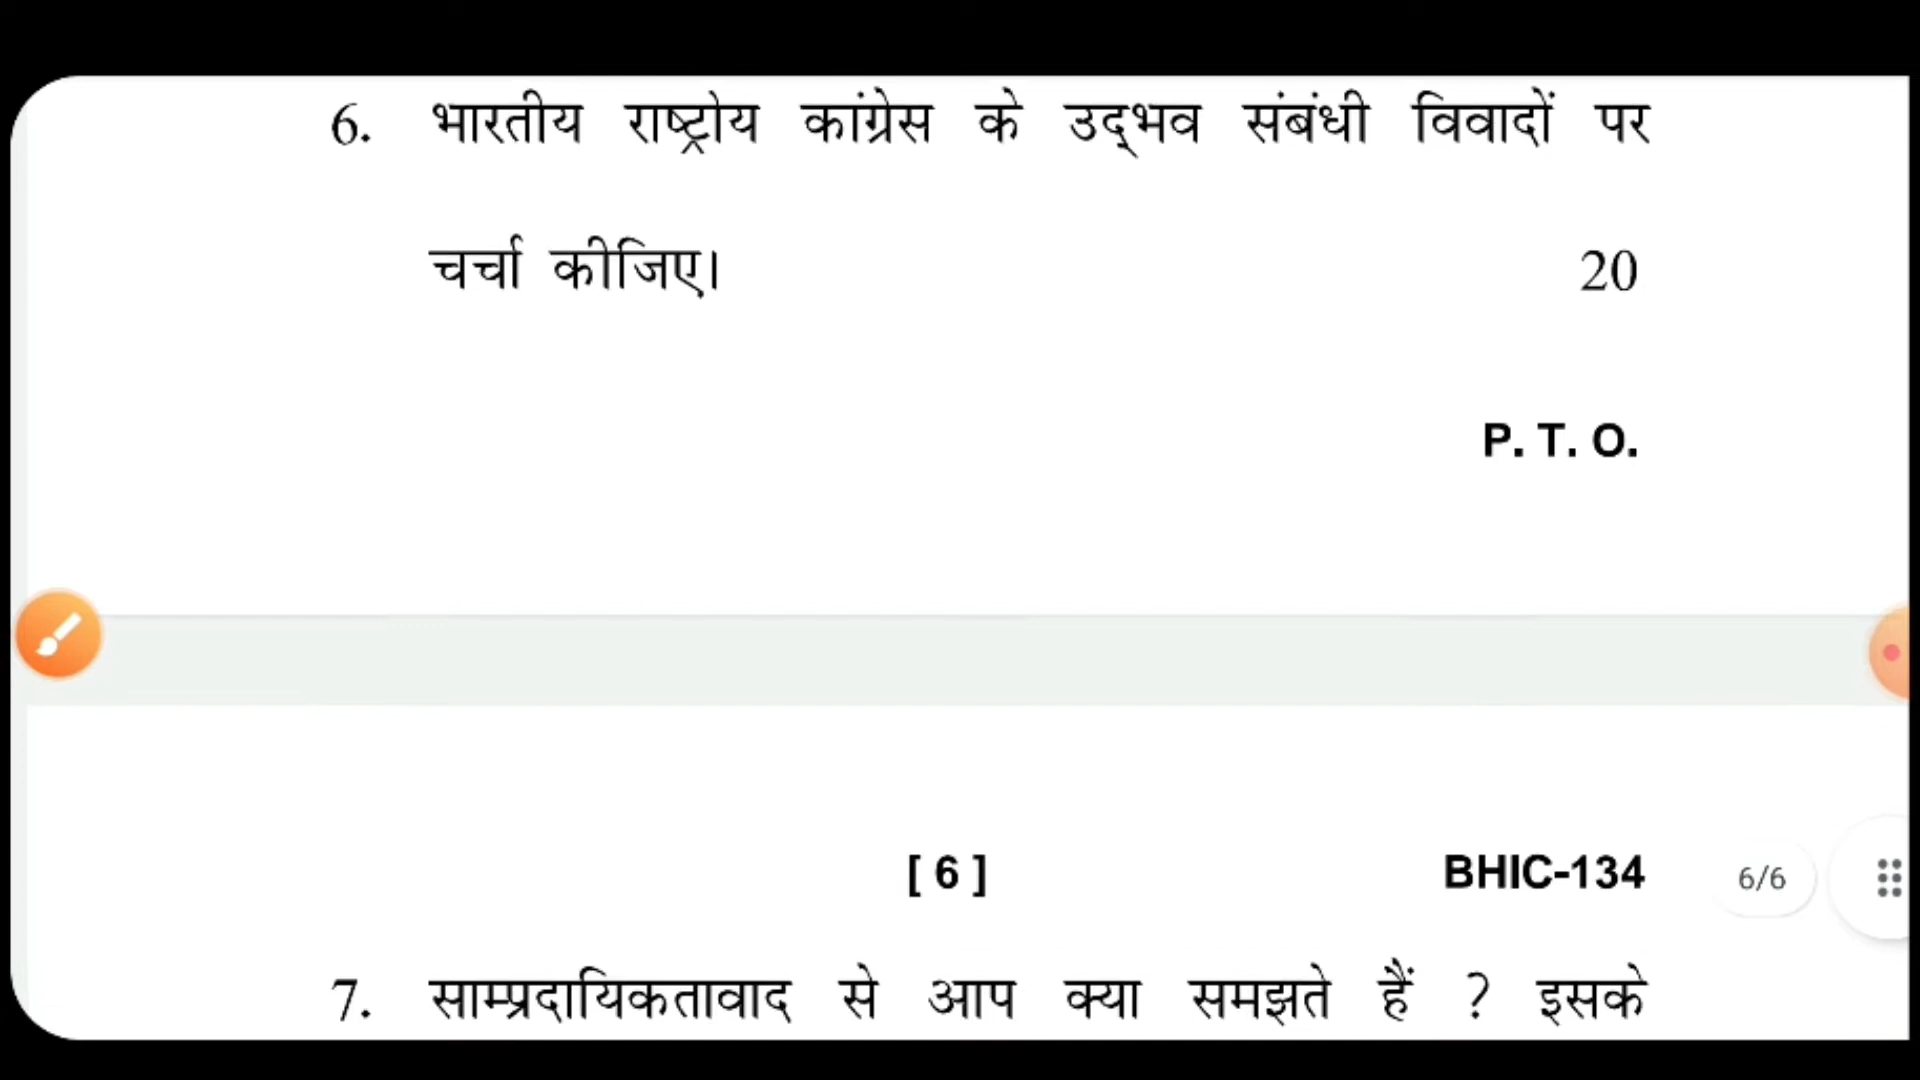 6. भारतीय राष्ट्रोय कांग्रेस के उद्‌भव संबंधी विवादों पर
चर्चा कीजिए। 20
P. T. O.
[ 6 ] BHIC-134 6/6
7. साम्प्रदायिकतावाद से आप क्या समझते हैं ? इसके